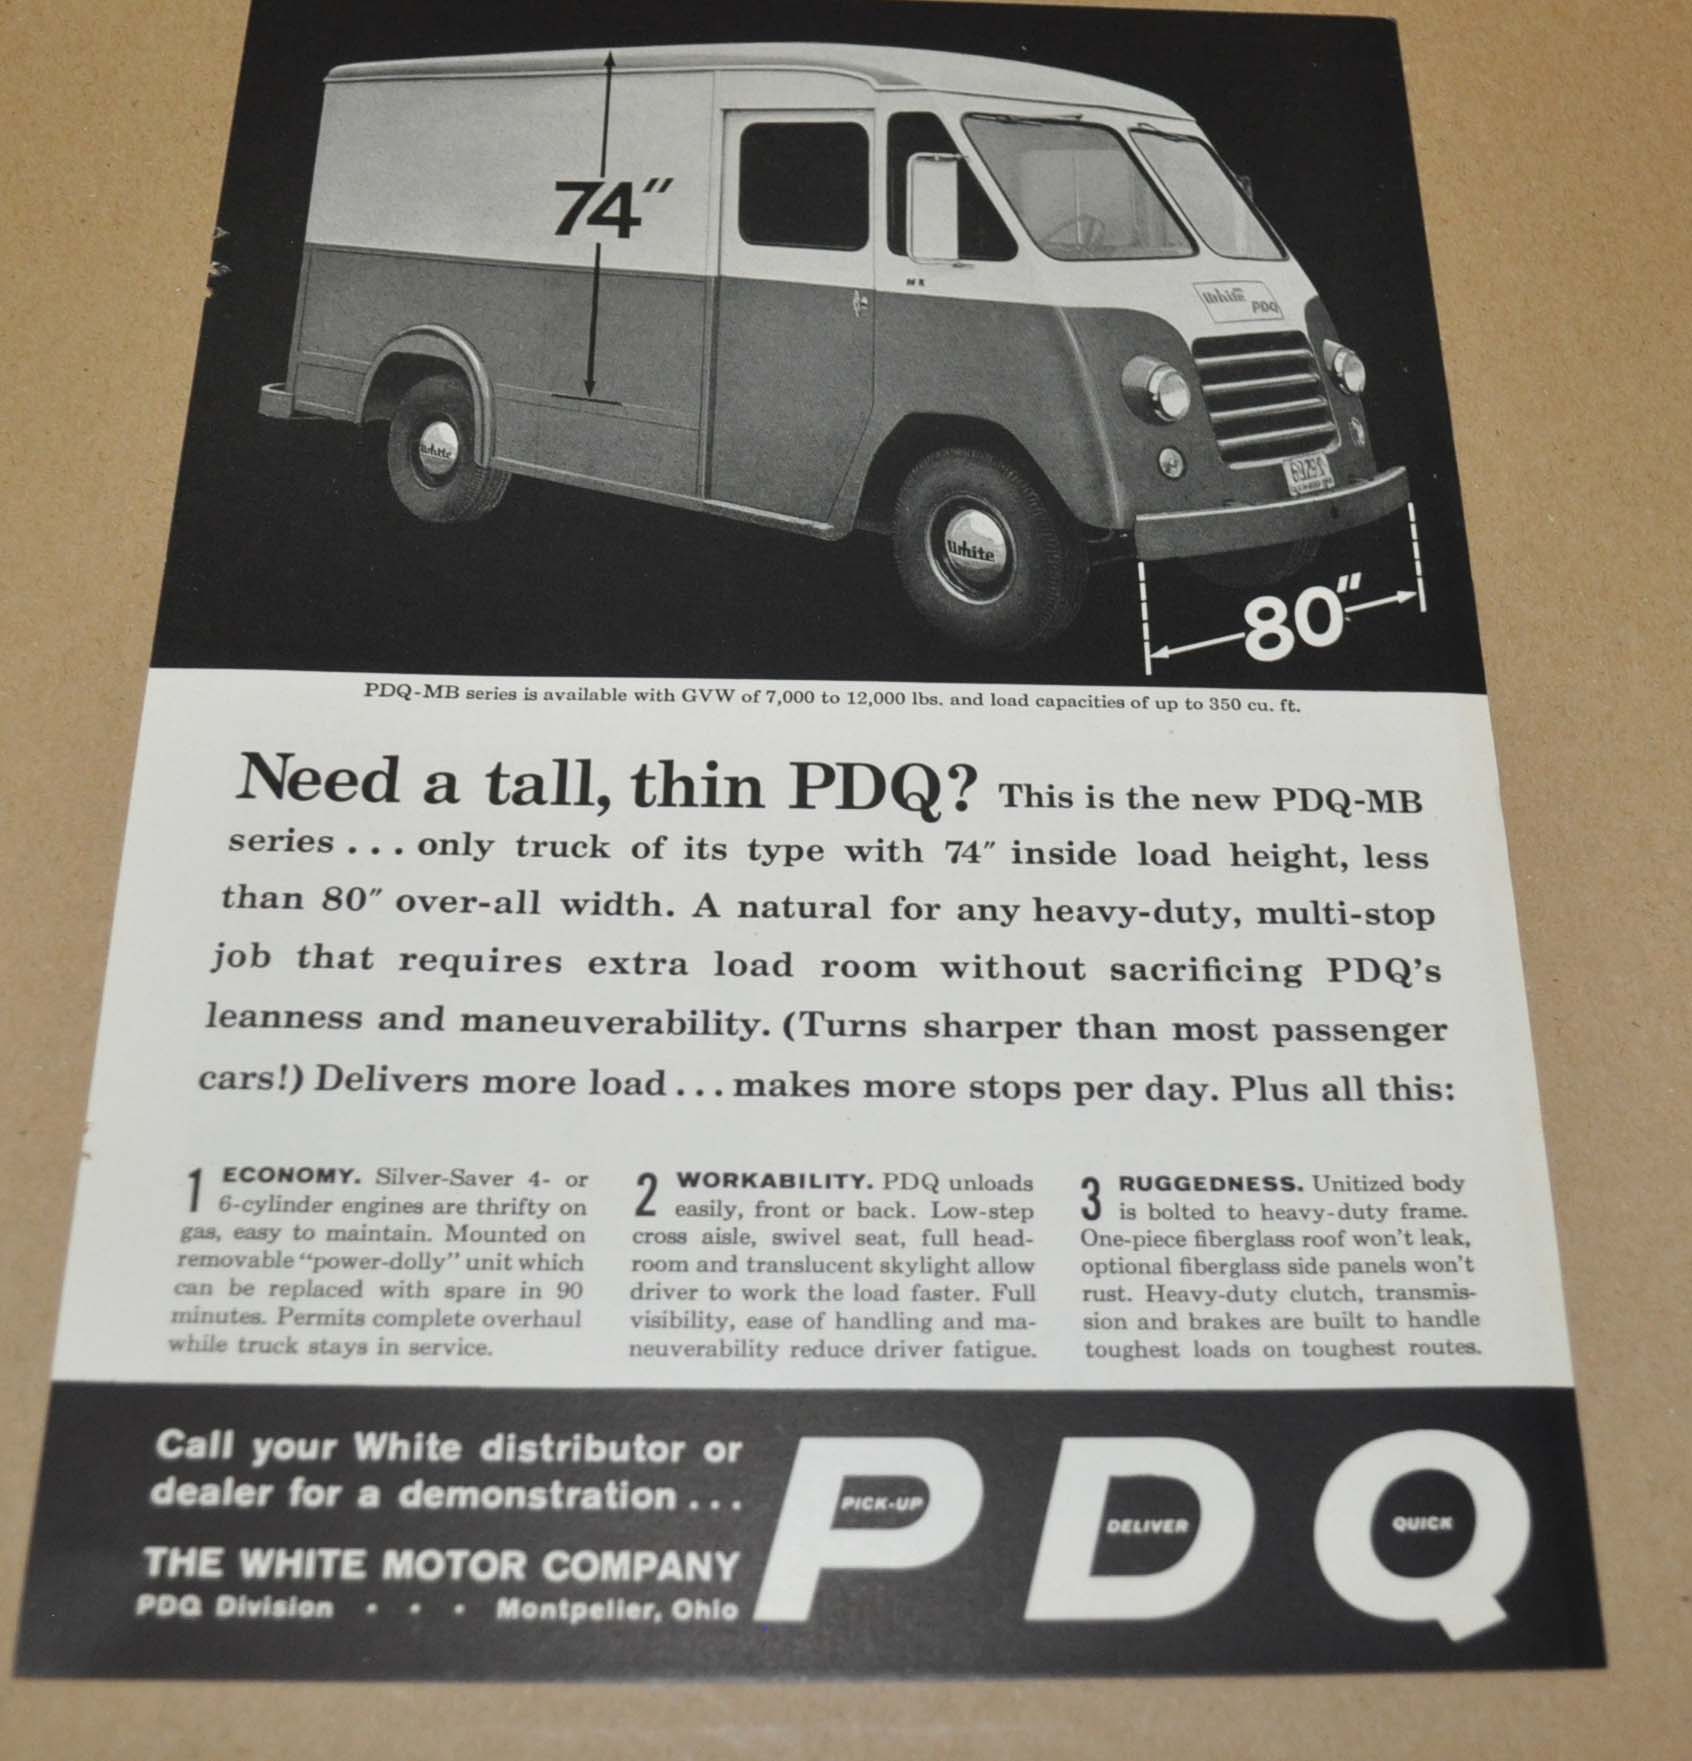 74"
White PDQ
White
White
80"
PDQ-MB series is available with GVW of 7,000 to 12,000 lbs. and load capacities of up to 350 cu. ft.
Need a tall, thin PDQ? This is the new PDQ-MB
series . . . only truck of its type with 74" inside load height, less
than 80" over-all width. A natural for any heavy-duty, multi-stop
job that requires extra load room without sacrificing PDQ's
leanness and maneuverability. (Turns sharper than most passenger
cars!) Delivers more load . . . makes more stops per day. Plus all this:
1 ECONOMY. Silver-Saver 4- or
6-cylinder engines are thrifty on
gas, easy to maintain. Mounted on
removable "power-dolly" unit which
can be replaced with spare in 90
minutes. Permits complete overhaul
while truck stays in service.
2 WORKABILITY. PDQ unloads
easily, front or back. Low-step
cross aisle, swivel seat, full head-
room and translucent skylight allow
driver to work the load faster. Full
visibility, ease of handling and ma-
neuverability reduce driver fatigue.
3 RUGGEDNESS. Unitized body
is bolted to heavy-duty frame.
One-piece fiberglass roof won't leak,
optional fiberglass side panels won't
rust. Heavy-duty clutch, transmis-
sion and brakes are built to handle
toughest loads on toughest routes.
Call your White distributor or
dealer for a demonstration . . .
THE WHITE MOTOR COMPANY
PDQ Division . . . Montpelier, Ohio
PDQ
PICK-UP DELIVER QUICK